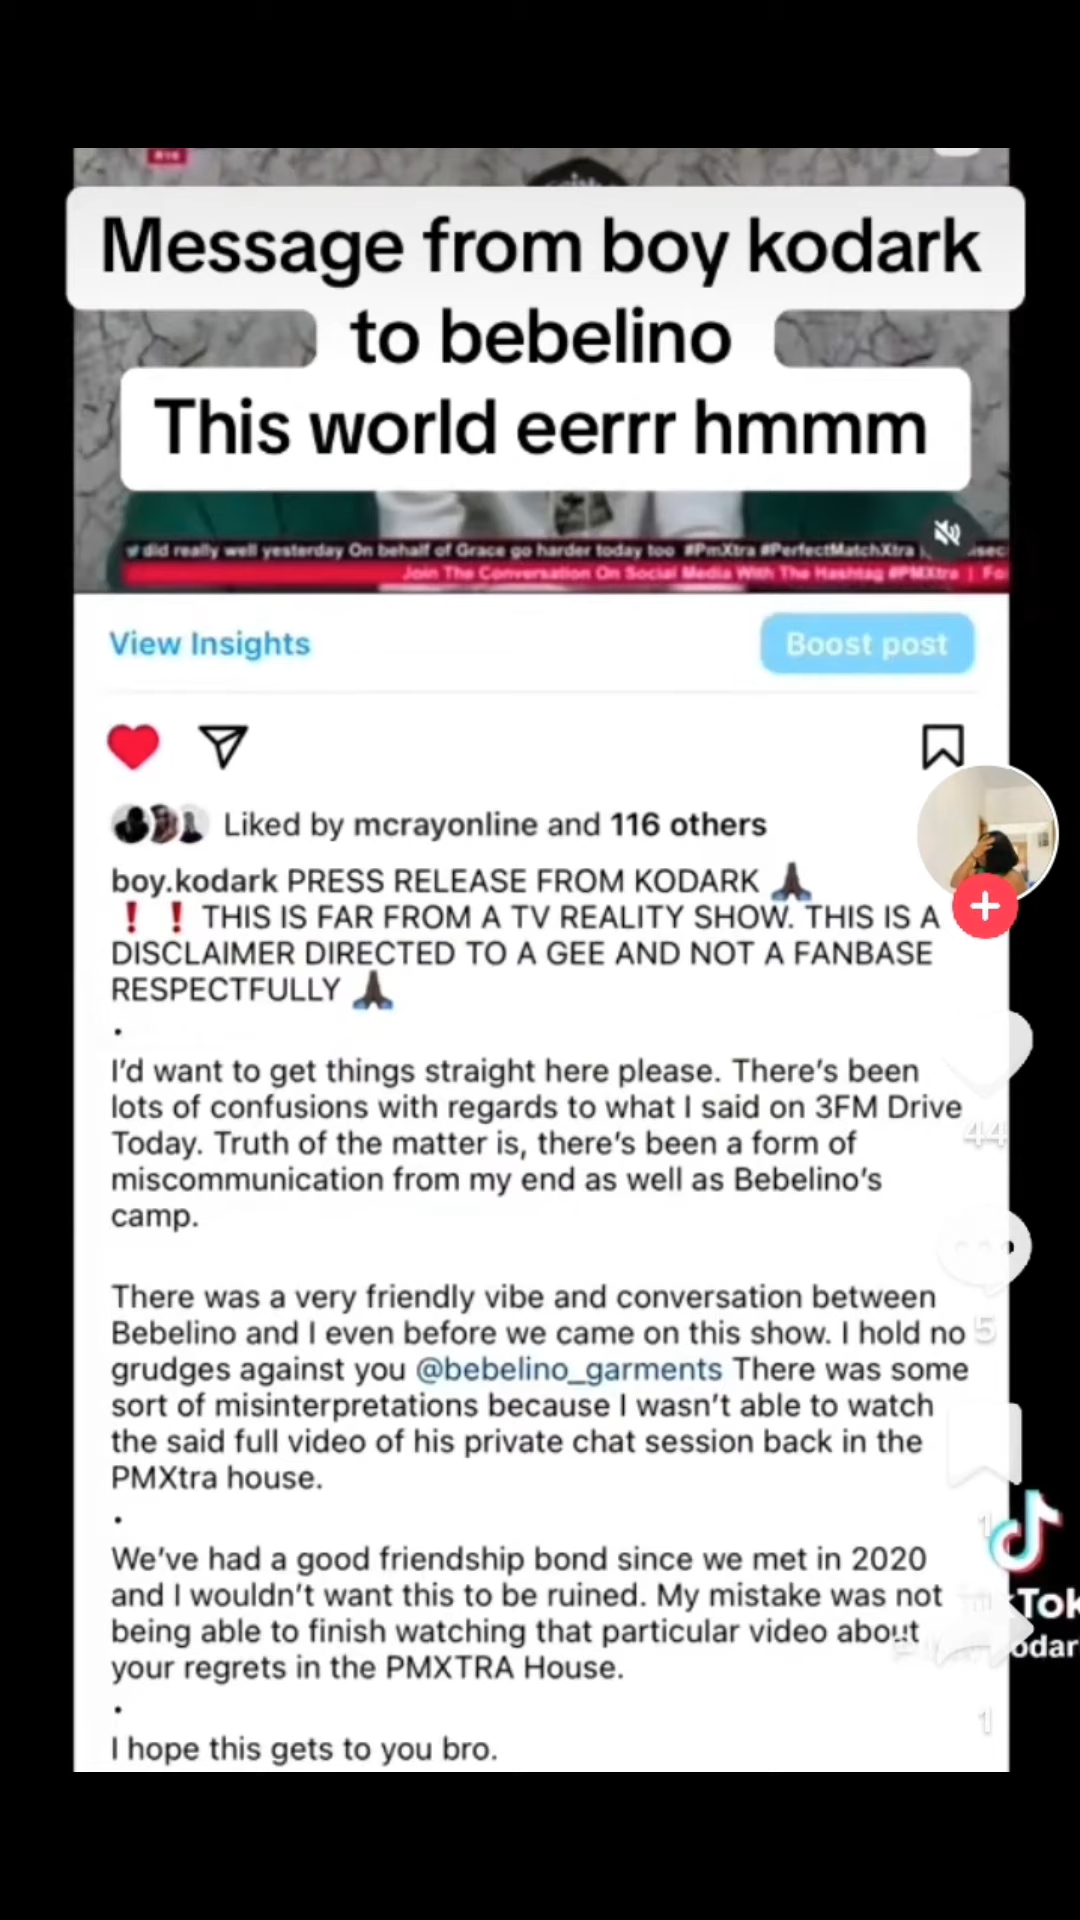 Message from boy kodark
to bebelino
This world eerrr hmmm
did really well yesterday On behalf of Grace go harder today too #PmXtra #PerfectMatchXtra |
Join The Conversation On Social Media With The Hashtag #PMXtra | Fo
View Insights
Boost post
Liked by mcrayonline and 116 others
boy.kodark PRESS RELEASE FROM KODARK 🙏🏿
❗❗ THIS IS FAR FROM A TV REALITY SHOW. THIS IS A
DISCLAIMER DIRECTED TO A GEE AND NOT A FANBASE
RESPECTFULLY 🙏🏿
.
I’d want to get things straight here please. There’s been
lots of confusions with regards to what I said on 3FM Drive
Today. Truth of the matter is, there’s been a form of
miscommunication from my end as well as Bebelino’s
camp.
There was a very friendly vibe and conversation between
Bebelino and I even before we came on this show. I hold no
grudges against you @bebelino_garments There was some
sort of misinterpretations because I wasn’t able to watch
the said full video of his private chat session back in the
PMXtra house.
.
We’ve had a good friendship bond since we met in 2020
and I wouldn’t want this to be ruined. My mistake was not
being able to finish watching that particular video about
your regrets in the PMXTRA House.
.
I hope this gets to you bro.
44
5
1
1